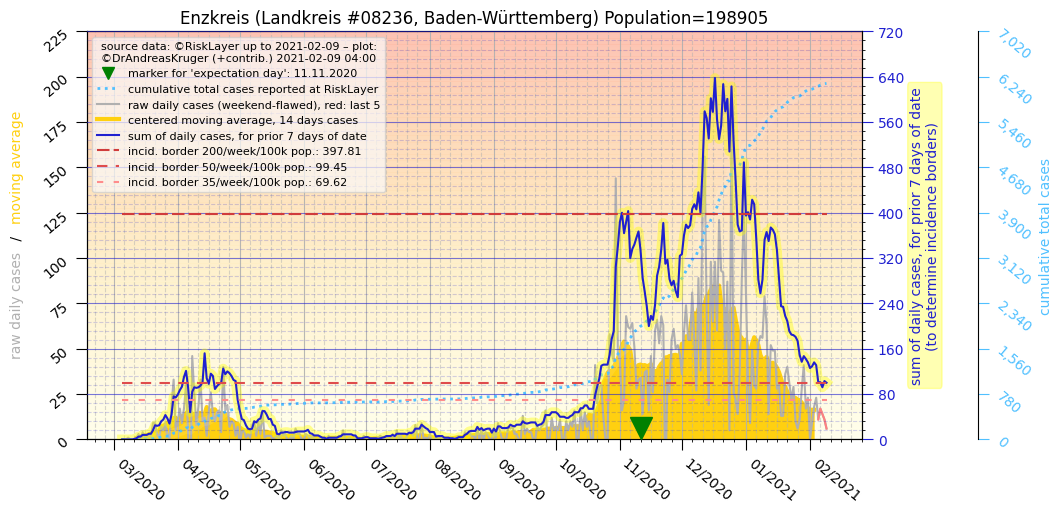 Enzkreis (Landkreis #08236, Baden-Württemberg) Population=198905
source data: ©RiskLayer up to 2021-02-09 – plot:
©DrAndreasKruger (+contrib.) 2021-02-09 04:00
marker for 'expectation day': 11.11.2020
cumulative total cases reported at RiskLayer
raw daily cases (weekend-flawed), red: last 5
centered moving average, 14 days cases
sum of daily cases, for prior 7 days of date
incid. border 200/week/100k pop.: 397.81
incid. border 50/week/100k pop.: 99.45
incid. border 35/week/100k pop.: 69.62
raw daily cases / moving average
225
200
175
150
125
100
75
50
25
0
03/2020
04/2020
05/2020
06/2020
07/2020
08/2020
09/2020
10/2020
11/2020
12/2020
01/2021
02/2021
720
640
560
480
400
320
240
160
80
0
sum of daily cases, for prior 7 days of date
(to determine incidence borders)
7,020
6,240
5,460
4,680
3,900
3,120
2,340
1,560
780
0
cumulative total cases